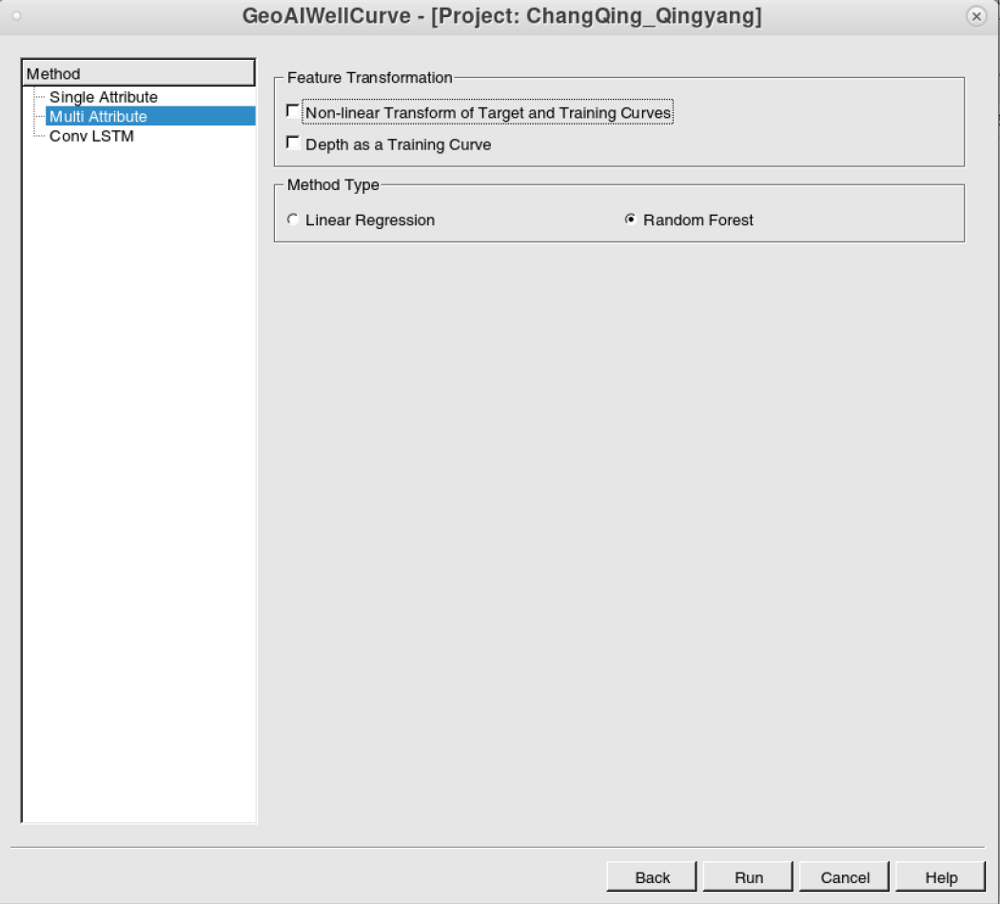 GeoAIWellCurve - [Project: ChangQing_Qingyang]
Method
Single Attribute
Multi Attribute
Conv LSTM
Feature Transformation
Non-linear Transform of Target and Training Curves
Depth as a Training Curve
Method Type
Linear Regression Random Forest
Back Run Cancel Help